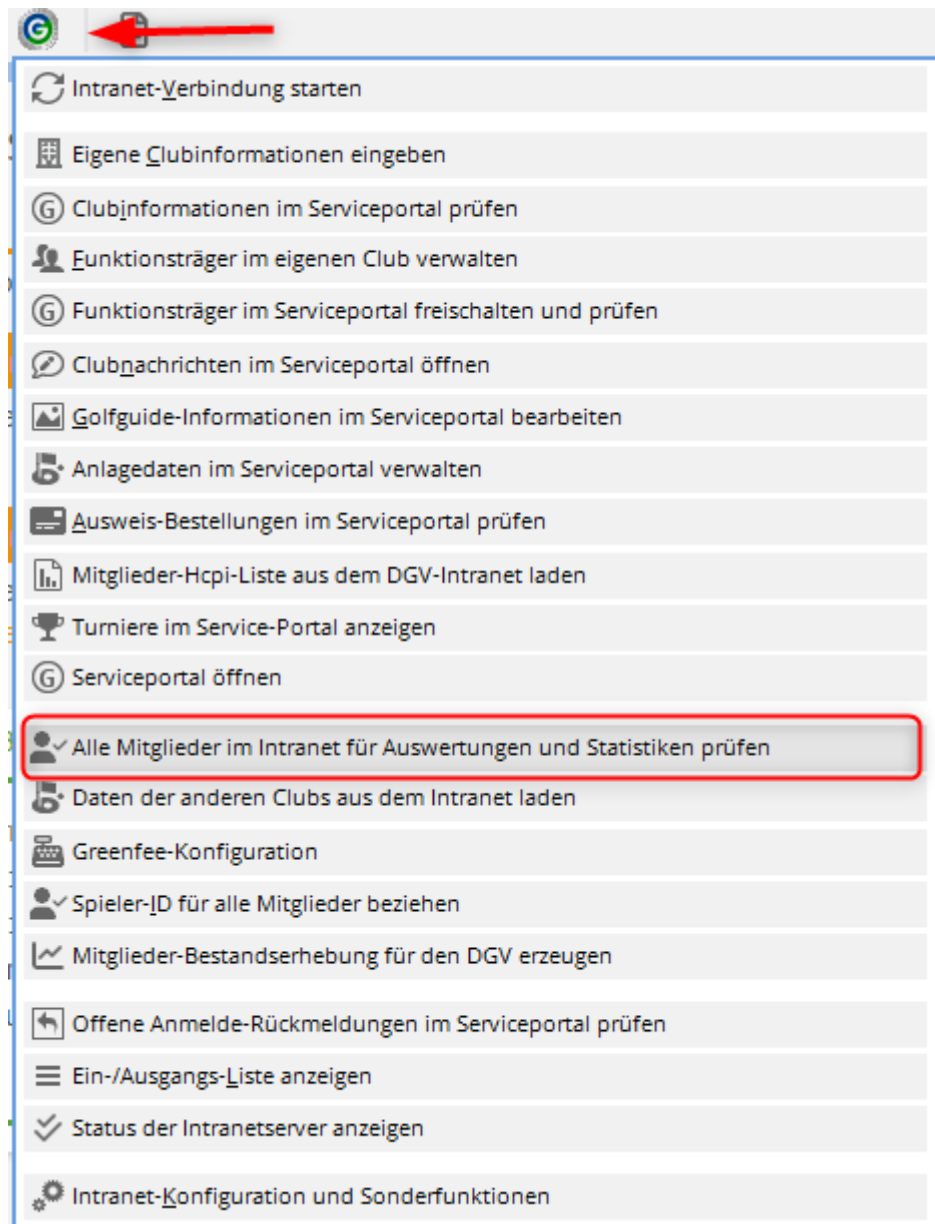 Intranet-Verbindung starten
Eigene Clubinformationen eingeben
Clubinformationen im Serviceportal prüfen
Funktionsträger im eigenen Club verwalten
Funktionsträger im Serviceportal freischalten und prüfen
Clubnachrichten im Serviceportal öffnen
Golfguide-Informationen im Serviceportal bearbeiten
Anlagedaten im Serviceportal verwalten
Ausweis-Bestellungen im Serviceportal prüfen
Mitglieder-Hcpi-Liste aus dem DGV-Intranet laden
Turniere im Service-Portal anzeigen
Serviceportal öffnen
Alle Mitglieder im Intranet für Auswertungen und Statistiken prüfen
Daten der anderen Clubs aus dem Intranet laden
Greenfee-Konfiguration
Spieler-ID für alle Mitglieder beziehen
Mitglieder-Bestandserhebung für den DGV erzeugen
Offene Anmelde-Rückmeldungen im Serviceportal prüfen
Ein-/Ausgangs-Liste anzeigen
Status der Intranetserver anzeigen
Intranet-Konfiguration und Sonderfunktionen